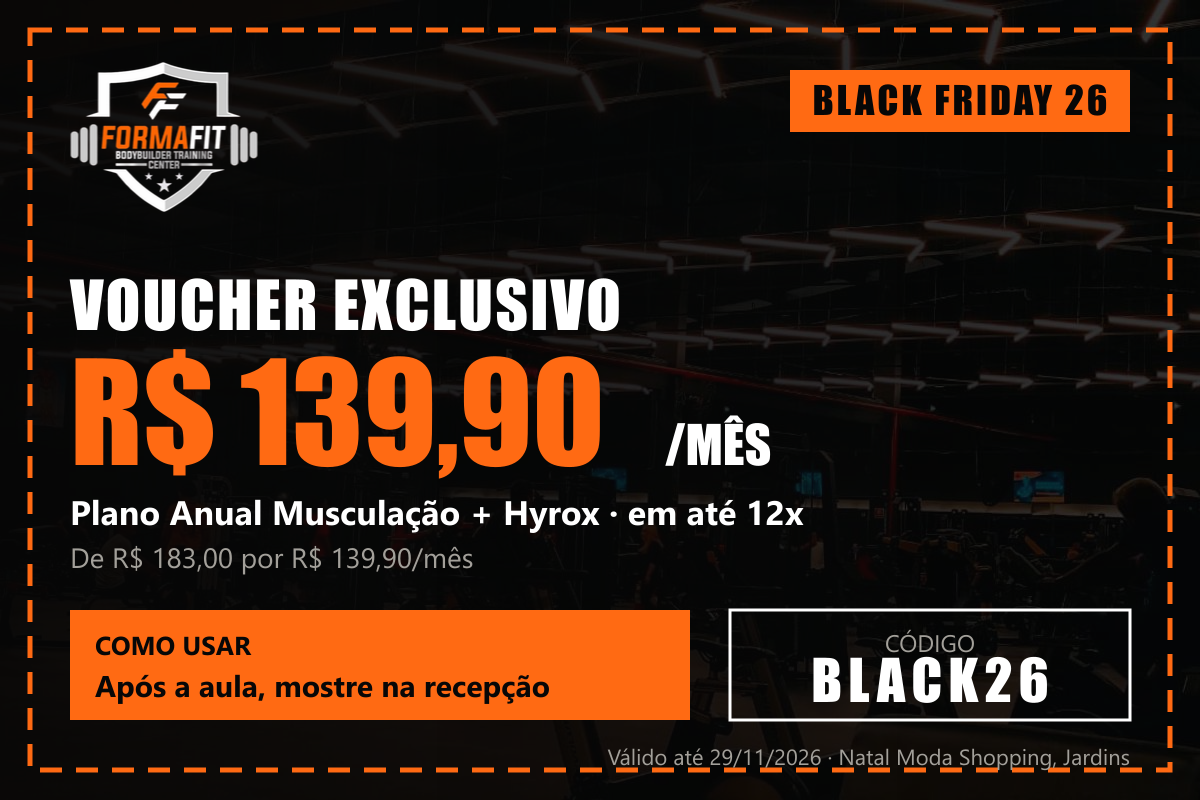 FORMAFIT
BODYBUILDER TRAINING
CENTER
BLACK FRIDAY 26
VOUCHER EXCLUSIVO
R$ 139,90 /MÊS
Plano Anual Musculação + Hyrox · em até 12x
De R$ 183,00 por R$ 139,90/mês
COMO USAR
Após a aula, mostre na recepção
CÓDIGO
BLACK26
Válido até 29/11/2026 · Natal Moda Shopping, Jardins